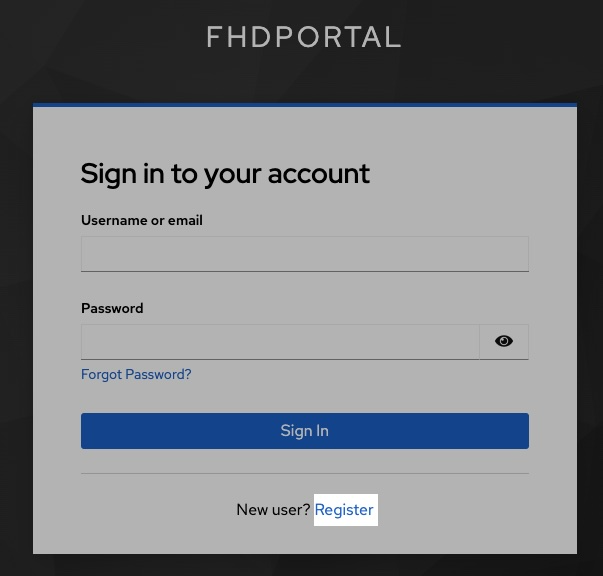 FHDPORTAL
Sign in to your account
Username or email
Password
Forgot Password?
Sign In
New user? Register